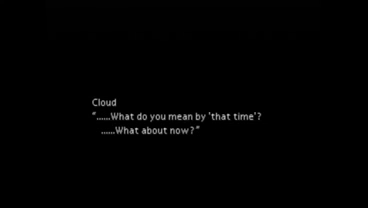 Cloud
"......What do you mean by 'that time'?
......What about now?"